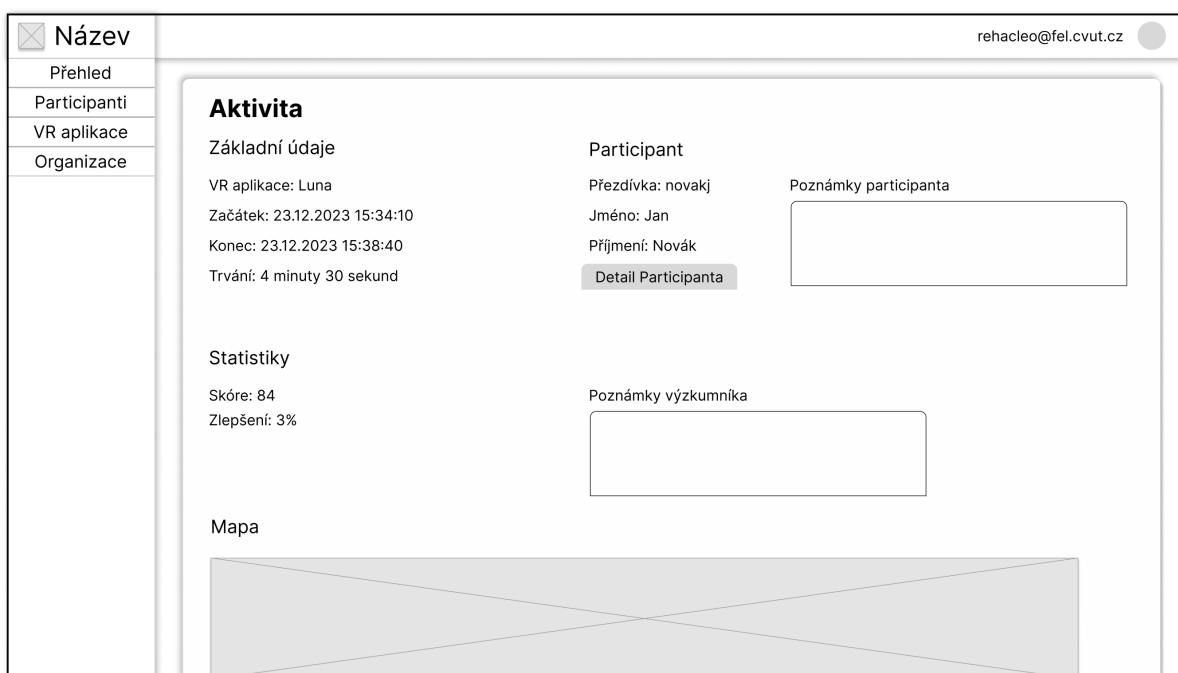 Název
rehacleo@fel.cvut.cz
Přehled
Participanti
VR aplikace
Organizace
Aktivita
Základní údaje
VR aplikace: Luna
Začátek: 23.12.2023 15:34:10
Konec: 23.12.2023 15:38:40
Trvání: 4 minuty 30 sekund
Participant
Přezdívka: novakj
Jméno: Jan
Příjmení: Novák
Detail Participanta
Poznámky participanta
Statistiky
Skóre: 84
Zlepšení: 3%
Poznámky výzkumníka
Mapa